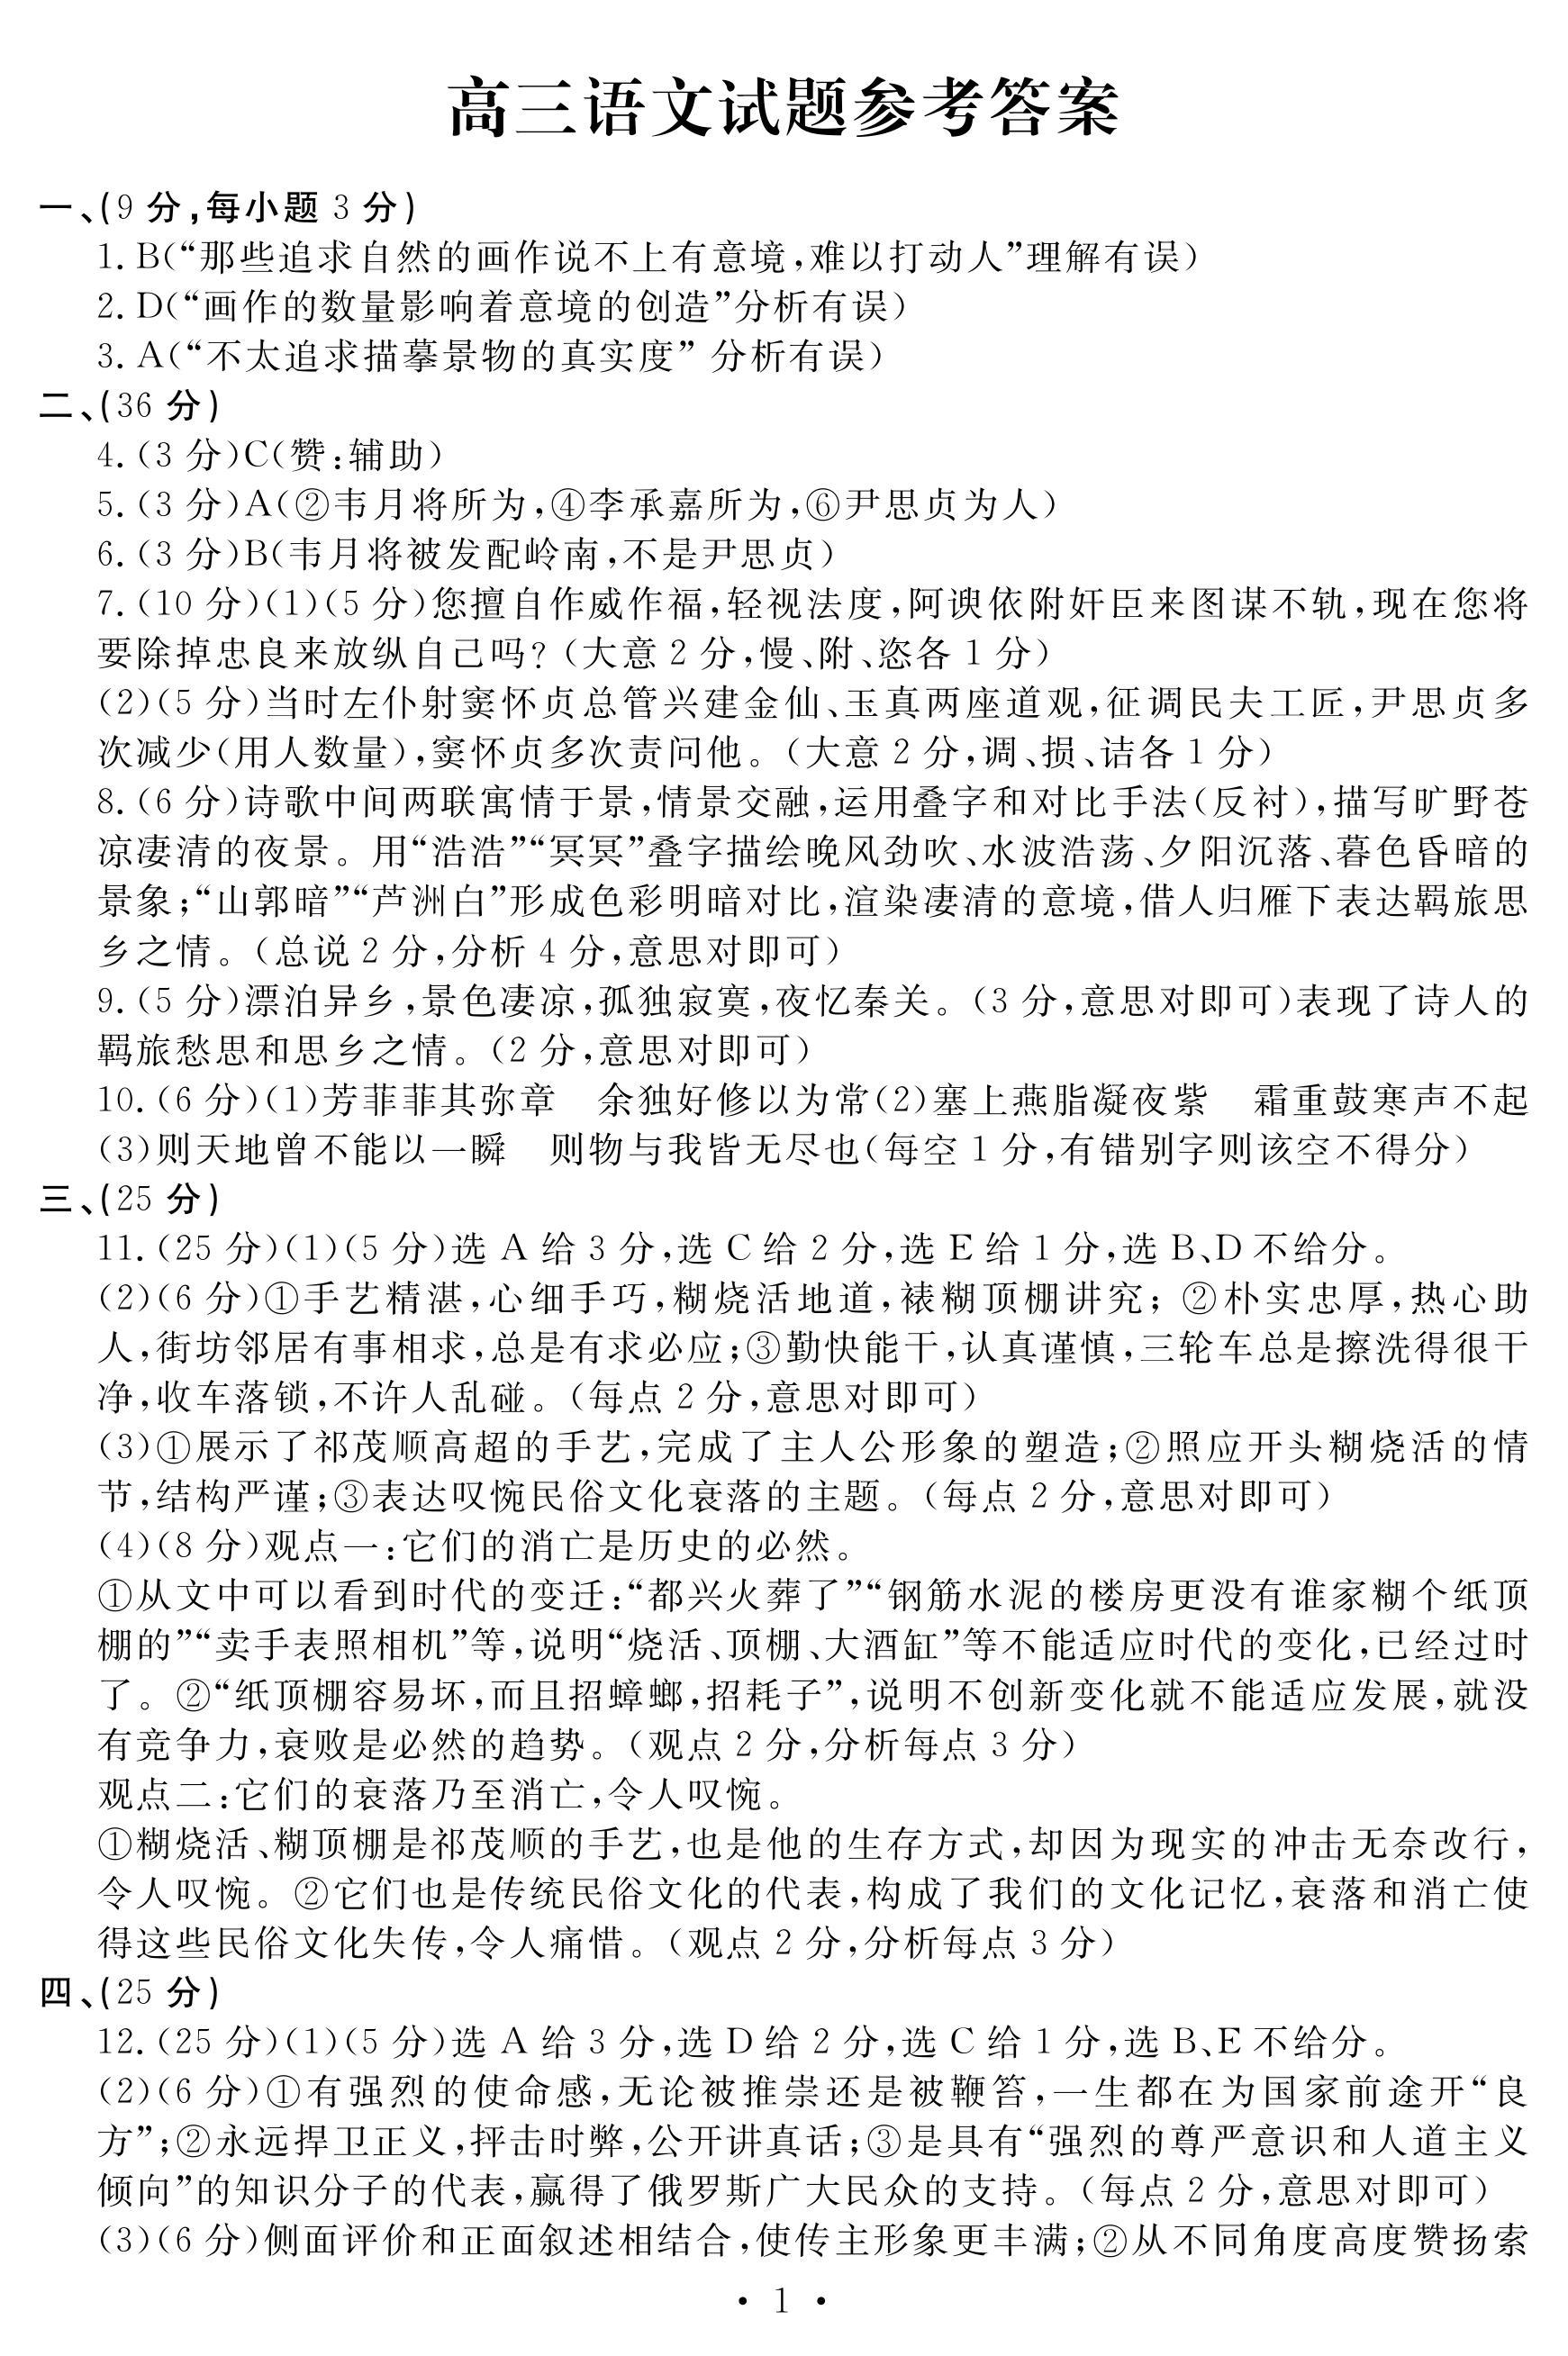 高三语文试题参考答案
一、(9 分,每小题 3 分)
1. B(“那些追求自然的画作说不上有意境,难以打动人”理解有误)
2. D(“画作的数量影响着意境的创造”分析有误)
3. A(“不太追求描摹景物的真实度” 分析有误)
二、(36 分)
4. (3 分)C(赞:辅助)
5. (3 分)A(②韦月将所为,④李承嘉所为,⑥尹思贞为人)
6. (3 分)B(韦月将被发配岭南,不是尹思贞)
7. (10 分)(1)(5 分)您擅自作威作福,轻视法度,阿谀依附奸臣来图谋不轨,现在您将
要除掉忠良来放纵自己吗? (大意 2 分,慢、附、恣各 1 分)
(2)(5 分)当时左仆射窦怀贞总管兴建金仙、玉真两座道观,征调民夫工匠,尹思贞多
次减少(用人数量),窦怀贞多次责问他。(大意 2 分,调、损、诘各 1 分)
8. (6 分)诗歌中间两联寓情于景,情景交融,运用叠字和对比手法(反衬),描写旷野苍
凉凄清的夜景。用“浩浩”“冥冥”叠字描绘晚风劲吹、水波浩荡、夕阳沉落、暮色昏暗的
景象;“山郭暗”“芦洲白”形成色彩明暗对比,渲染凄清的意境,借人归雁下表达羁旅思
乡之情。(总说 2 分,分析 4 分,意思对即可)
9. (5 分)漂泊异乡,景色凄凉,孤独寂寞,夜忆秦关。(3 分,意思对即可)表现了诗人的
羁旅愁思和思乡之情。(2 分,意思对即可)
10. (6 分)(1)芳菲菲其弥章　余独好修以为常(2)塞上燕脂凝夜紫　霜重鼓寒声不起
(3)则天地曾不能以一瞬　则物与我皆无尽也(每空 1 分,有错别字则该空不得分)
三、(25 分)
11. (25 分)(1)(5 分)选 A 给 3 分,选 C 给 2 分,选 E 给 1 分,选 B、D 不给分。
(2)(6 分)①手艺精湛,心细手巧,糊烧活地道,裱糊顶棚讲究; ②朴实忠厚,热心助
人,街坊邻居有事相求,总是有求必应;③勤快能干,认真谨慎,三轮车总是擦洗得很干
净,收车落锁,不许人乱碰。(每点 2 分,意思对即可)
(3)①展示了祁茂顺高超的手艺,完成了主人公形象的塑造;②照应开头糊烧活的情
节,结构严谨;③表达叹惋民俗文化衰落的主题。(每点 2 分,意思对即可)
(4)(8 分)观点一:它们的消亡是历史的必然。
①从文中可以看到时代的变迁:“都兴火葬了”“钢筋水泥的楼房更没有谁家糊个纸顶
棚的”“卖手表照相机”等,说明“烧活、顶棚、大酒缸”等不能适应时代的变化,已经过时
了。②“纸顶棚容易坏,而且招蟑螂,招耗子”,说明不创新变化就不能适应发展,就没
有竞争力,衰败是必然的趋势。(观点 2 分,分析每点 3 分)
观点二:它们的衰落乃至消亡,令人叹惋。
①糊烧活、糊顶棚是祁茂顺的手艺,也是他的生存方式,却因为现实的冲击无奈改行,
令人叹惋。②它们也是传统民俗文化的代表,构成了我们的文化记忆,衰落和消亡使
得这些民俗文化失传,令人痛惜。(观点 2 分,分析每点 3 分)
四、(25 分)
12. (25 分)(1)(5 分)选 A 给 3 分,选 D 给 2 分,选 C 给 1 分,选 B、E 不给分。
(2)(6 分)①有强烈的使命感,无论被推崇还是被鞭笞,一生都在为国家前途开“良
方”;②永远捍卫正义,抨击时弊,公开讲真话;③是具有“强烈的尊严意识和人道主义
倾向”的知识分子的代表,赢得了俄罗斯广大民众的支持。(每点 2 分,意思对即可)
(3)(6 分)侧面评价和正面叙述相结合,使传主形象更丰满;②从不同角度高度赞扬索
• 1 •